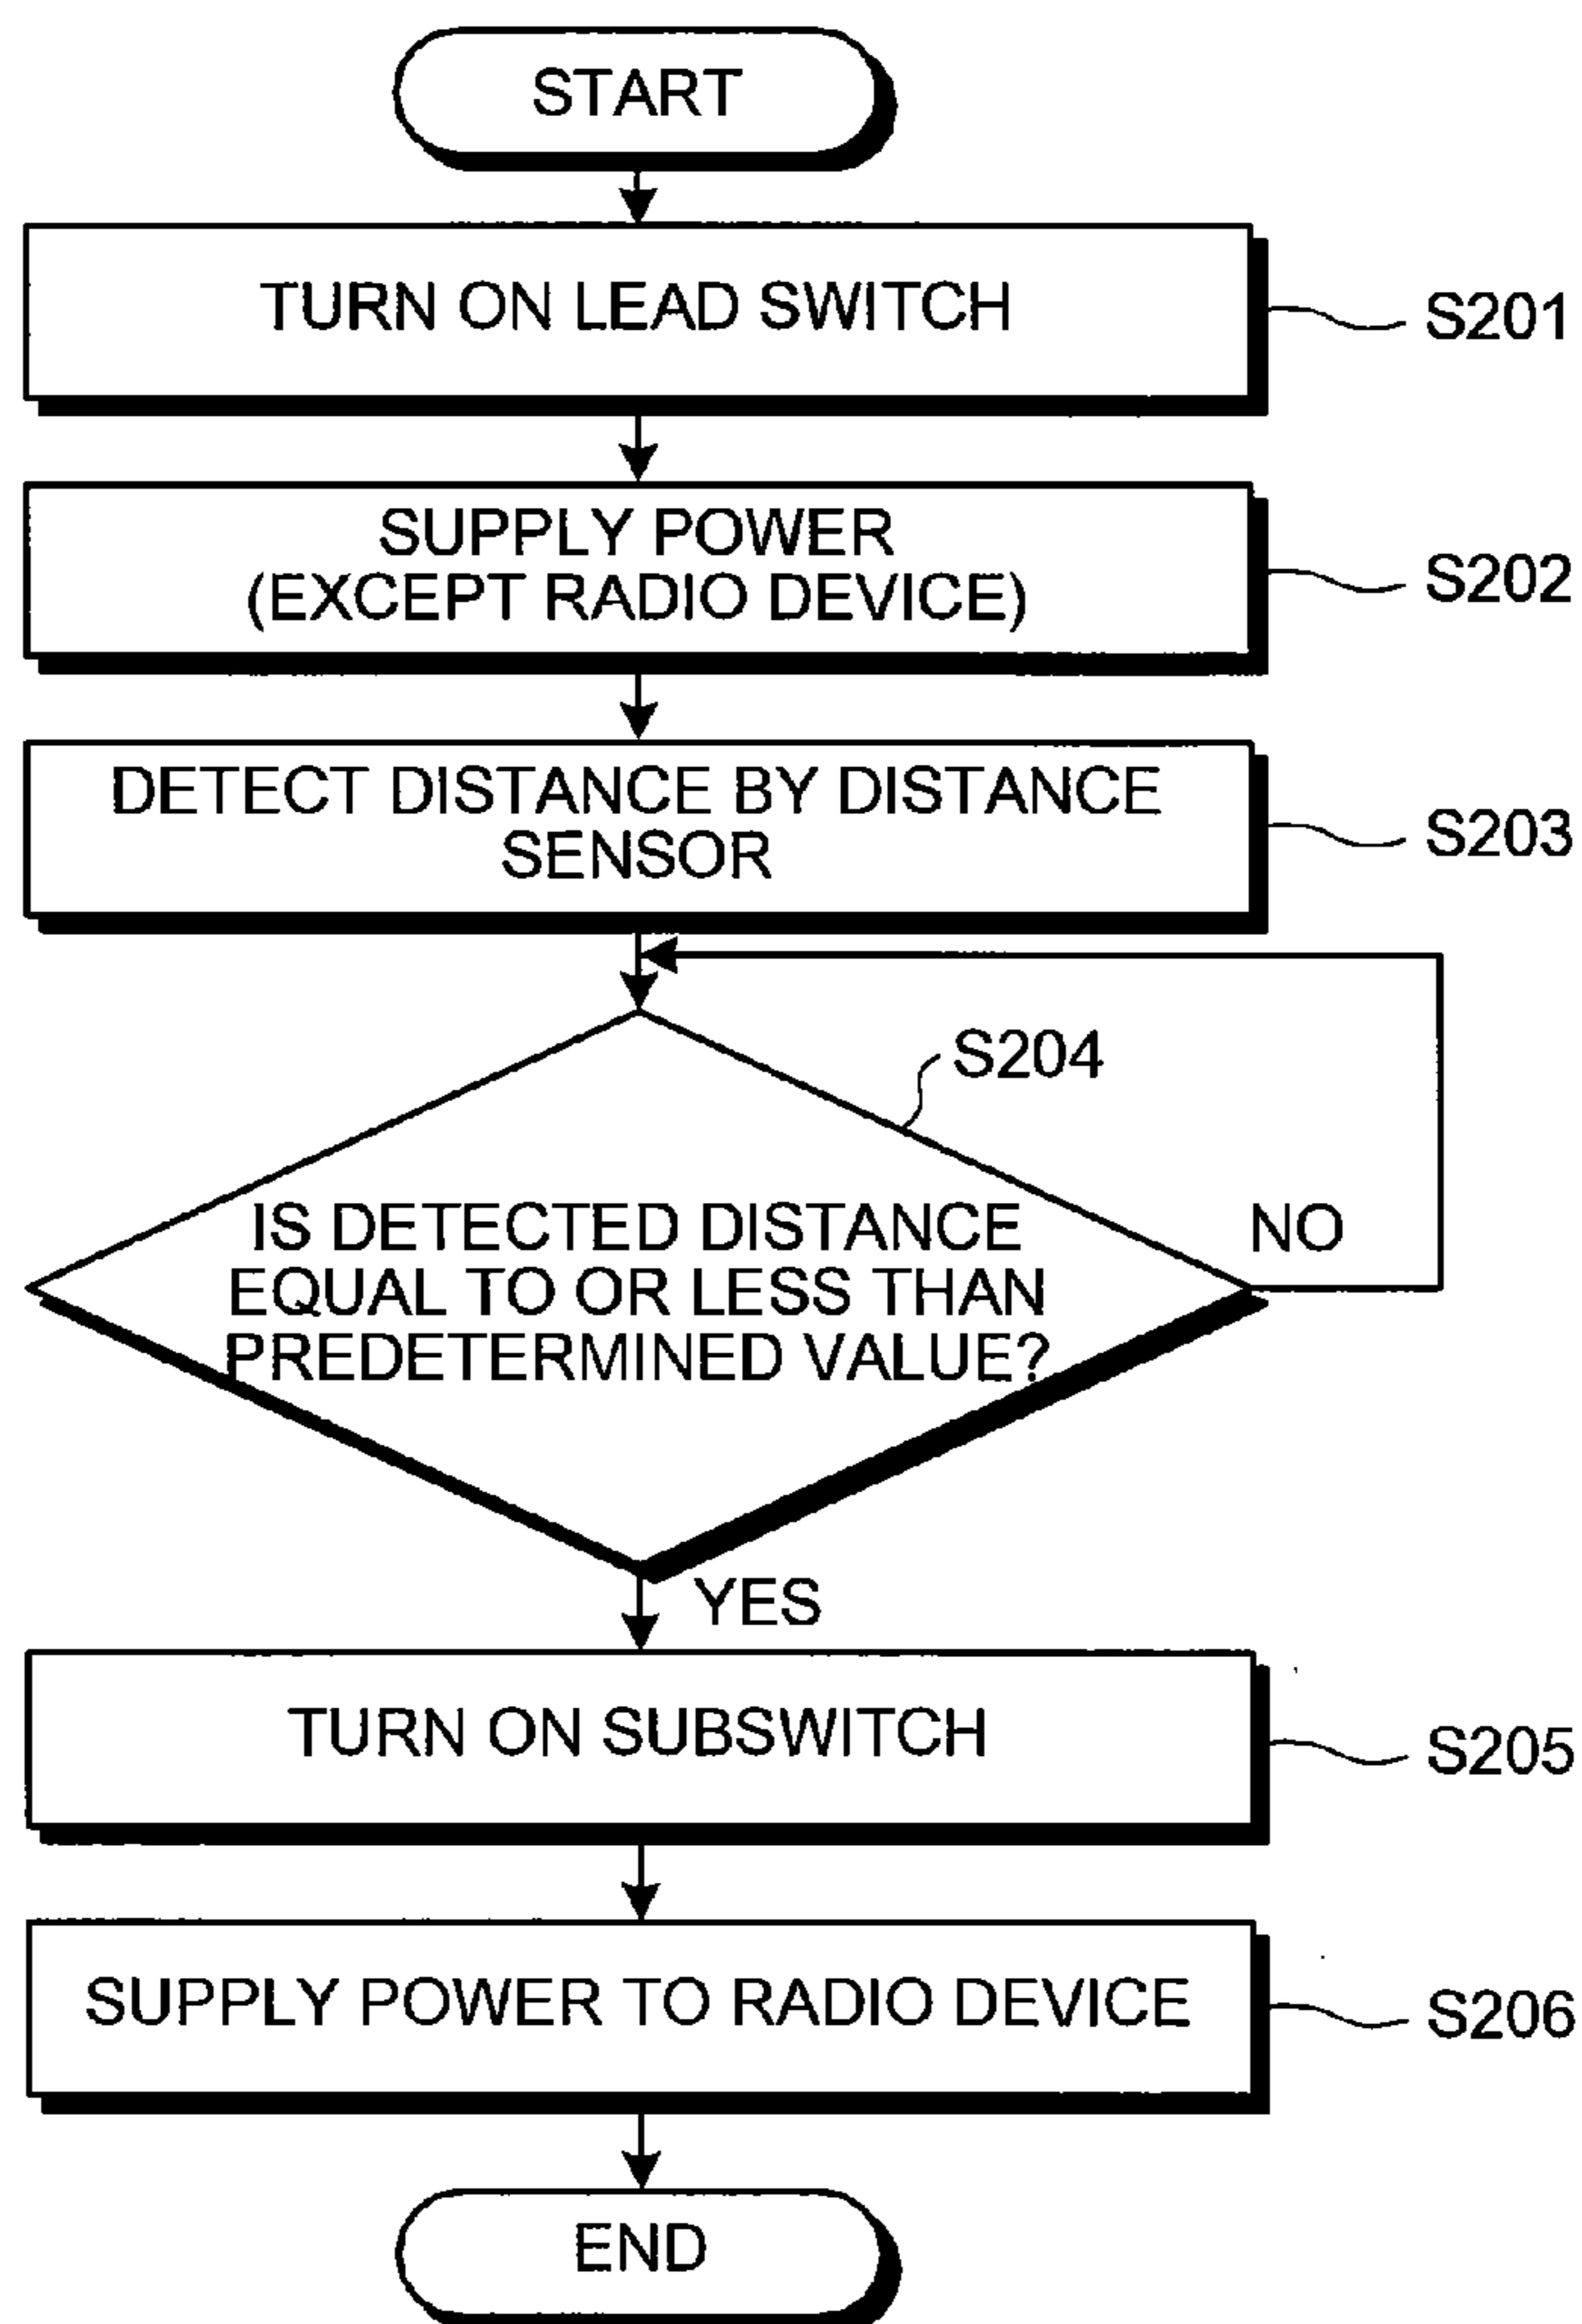 START
TURN ON LEAD SWITCH
S201
SUPPLY POWER
(EXCEPT RADIO DEVICE)
S202
DETECT DISTANCE BY DISTANCE
SENSOR
S203
S204
IS DETECTED DISTANCE
EQUAL TO OR LESS THAN
PREDETERMINED VALUE?
NO
YES
TURN ON SUBSWITCH
S205
SUPPLY POWER TO RADIO DEVICE
S206
END